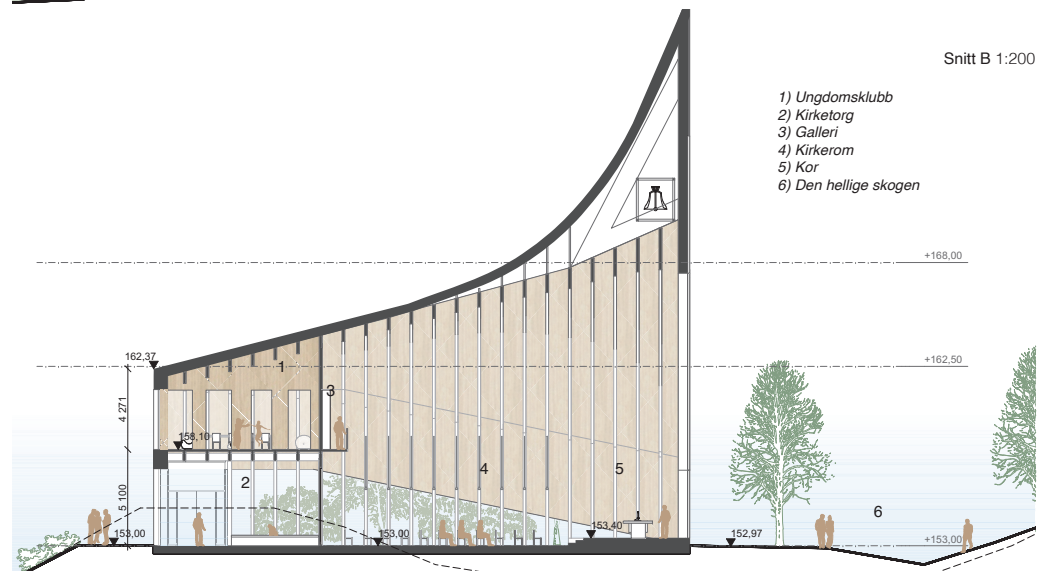 Snitt B 1:200
1) Ungdomsklubb
2) Kirketorg
3) Galleri
4) Kirkerom
5) Kor
6) Den hellige skogen
+168,00
162,37
+162,50
1
3
4 271
158,10
4
5
2
5 100
6
153,00
153,00
153,40
152,97
+153,00